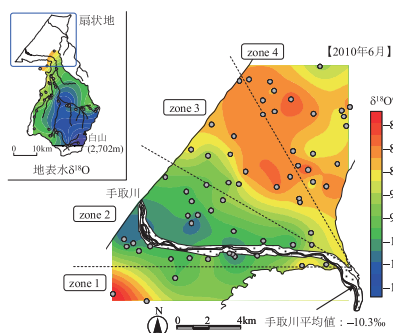 扇状地
白山
(2,702m)
0 10km
地表水δ¹⁸O
【2010年6月】
zone 4
zone 3
zone 2
zone 1
手取川
δ¹⁸O
N
0 2 4km
手取川平均値：−10.3‰